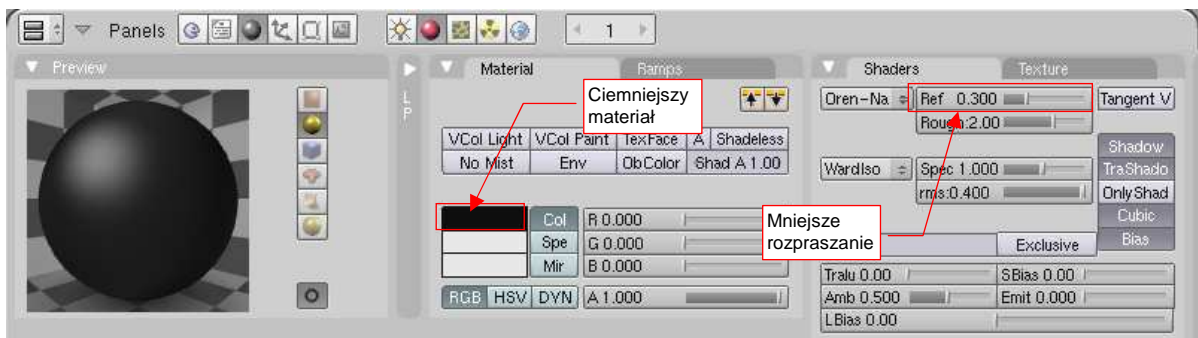 Panels
1
Preview
L
P
Material
Ramps
Ciemniejszy
materiał
VCol Light VCol Paint TexFace A Shadeless
No Mist Env ObColor Shad A 1.00
Col R 0.000
Spe G 0.000
Mir B 0.000
RGB HSV DYN A 1.000
Shaders
Texture
Oren-Na Ref 0.300 Tangent V
Rough:2.00
Shadow
WardIso Spec 1.000 TraShado
rms:0.400 OnlyShad
Mniejsze
rozpraszanie
Cubic
Exclusive Bias
Tralu 0.00 SBias 0.00
Amb 0.500 Emit 0.000
LBias 0.00